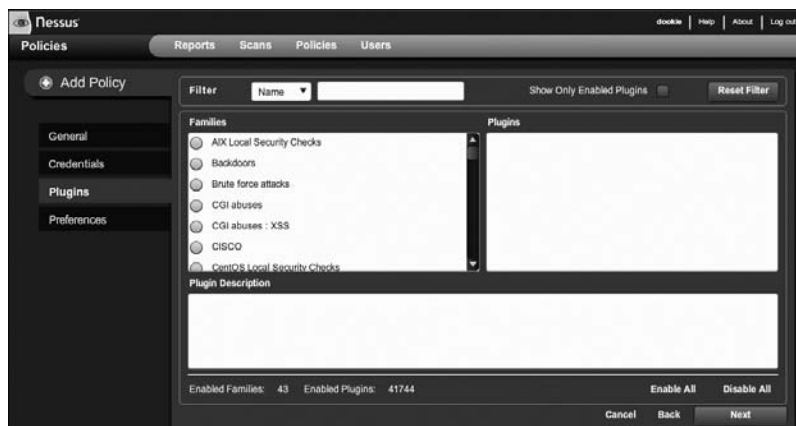 Nessus
dookie | Help | About | Log out
Policies
Reports Scans Policies Users
Add Policy
General
Credentials
Plugins
Preferences
Filter Name Show Only Enabled Plugins Reset Filter
Families
AIX Local Security Checks
Backdoors
Brute force attacks
CGI abuses
CGI abuses : XSS
CISCO
CentOS Local Security Checks
Plugins
Plugin Description
Enabled Families: 43 Enabled Plugins: 41744 Enable All Disable All
Cancel Back Next